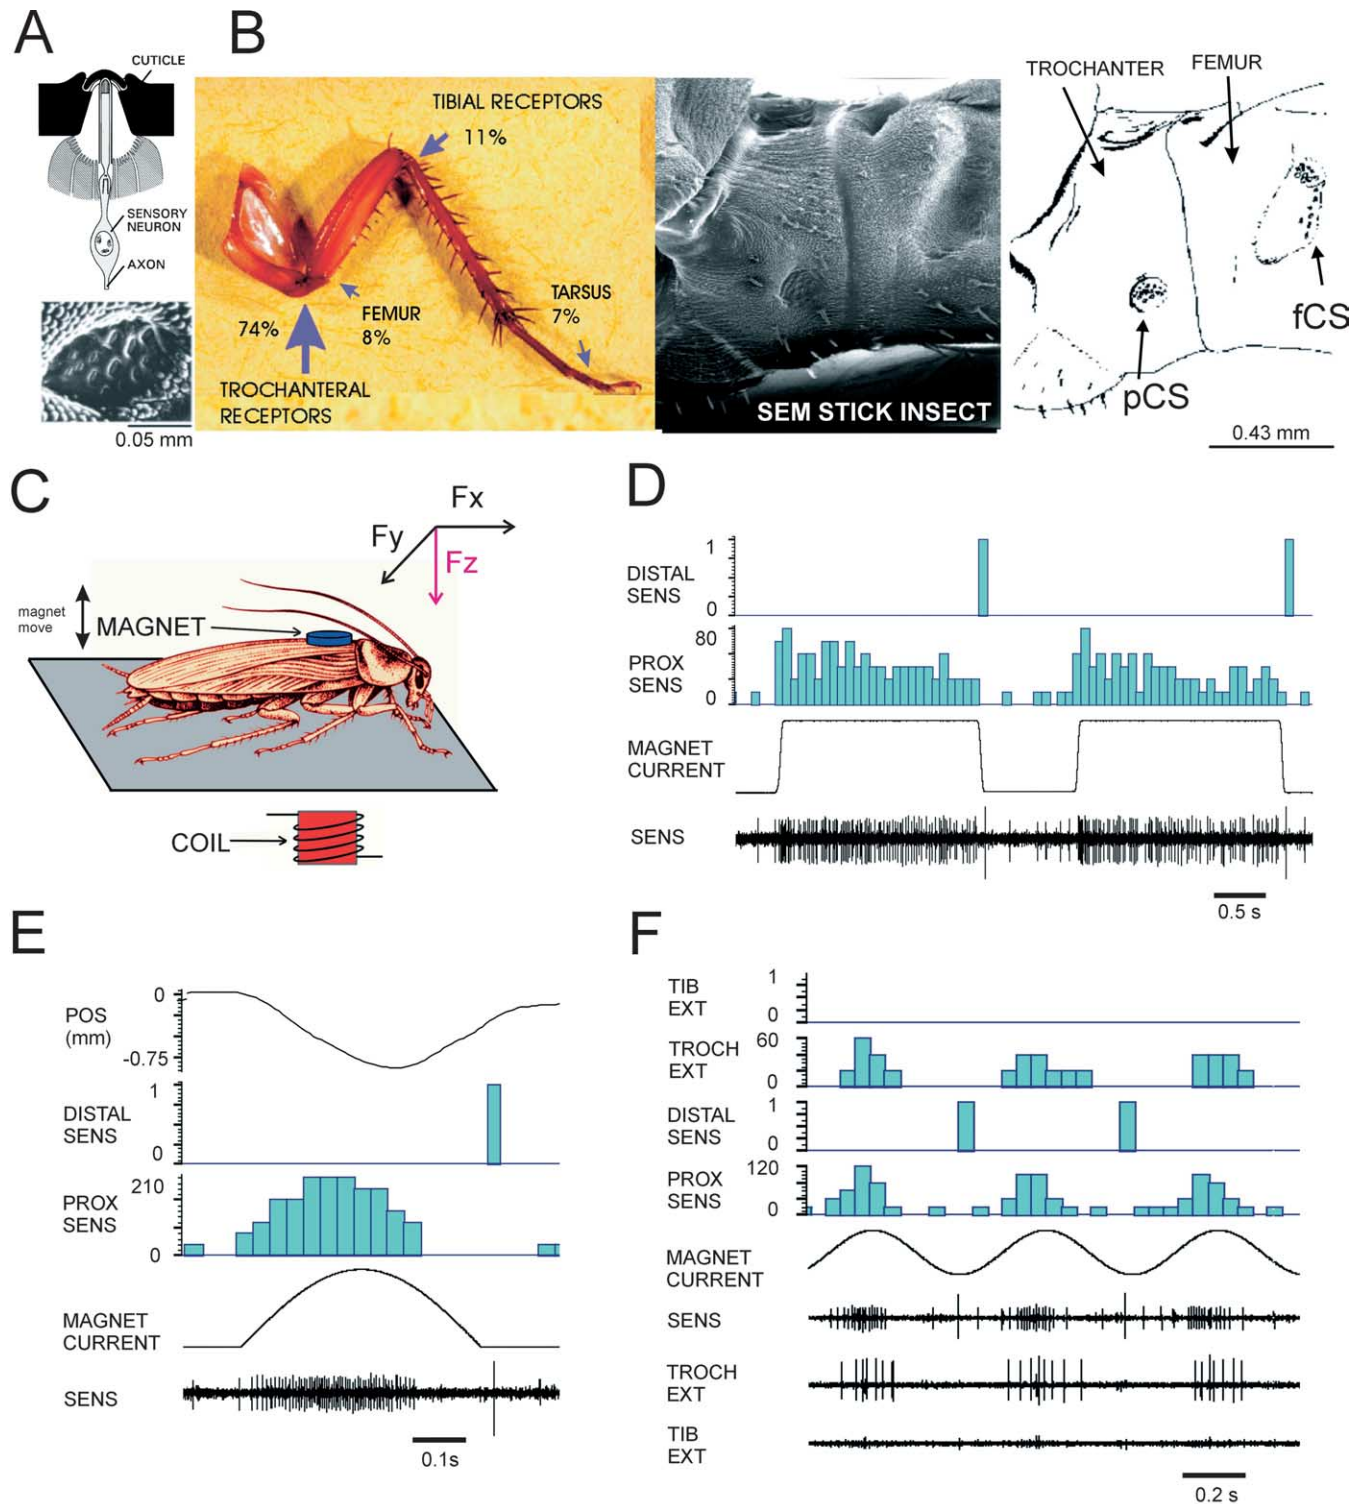 A
CUTICLE
SENSORY
NEURON
AXON
0.05 mm
B
TIBIAL RECEPTORS
11%
74%
FEMUR
8%
TARSUS
7%
TROCHANTERAL
RECEPTORS
SEM STICK INSECT
TROCHANTER
FEMUR
fCS
pCS
0.43 mm
C
Fx
Fy
Fz
magnet
move
MAGNET
COIL
D
1
DISTAL
SENS
0
80
PROX
SENS
0
MAGNET
CURRENT
SENS
0.5 s
E
0
POS
(mm)
-0.75
1
DISTAL
SENS
0
210
PROX
SENS
0
MAGNET
CURRENT
SENS
0.1s
F
TIB
EXT
1
0
TROCH
EXT
60
0
DISTAL
SENS
1
0
PROX
SENS
120
0
MAGNET
CURRENT
SENS
TROCH
EXT
TIB
EXT
0.2 s